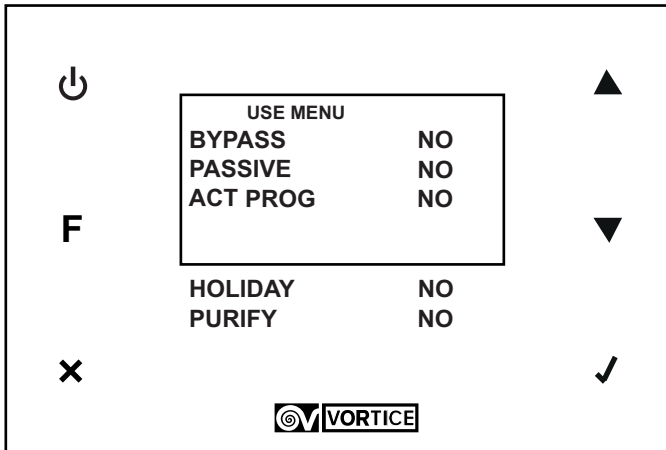 USE MENU
BYPASS NO
PASSIVE NO
ACT PROG NO
F
HOLIDAY NO
PURIFY NO
VORTICE